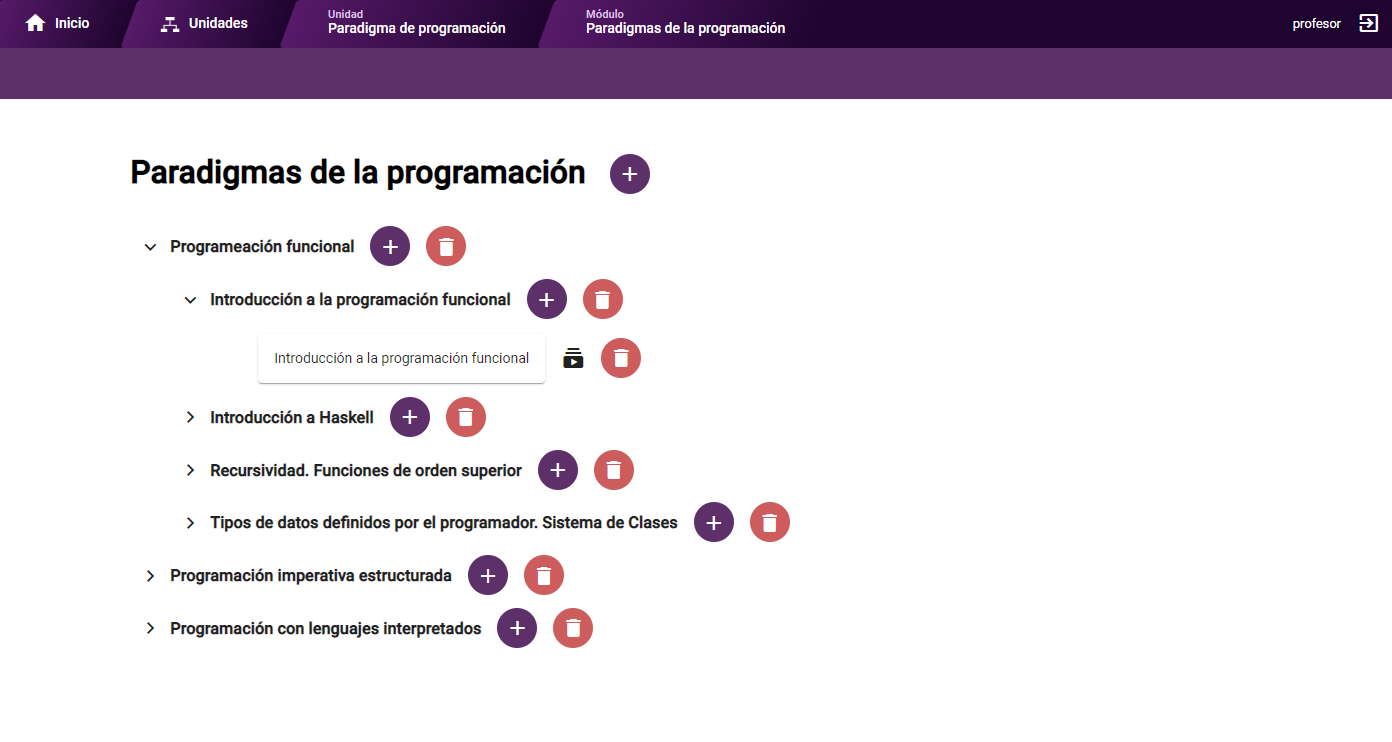 Inicio
Unidades
Unidad
Paradigma de programación
Módulo
Paradigmas de la programación
profesor
Paradigmas de la programación
Programeación funcional
Introducción a la programación funcional
Introducción a la programación funcional
Introducción a Haskell
Recursividad. Funciones de orden superior
Tipos de datos definidos por el programador. Sistema de Clases
Programación imperativa estructurada
Programación con lenguajes interpretados